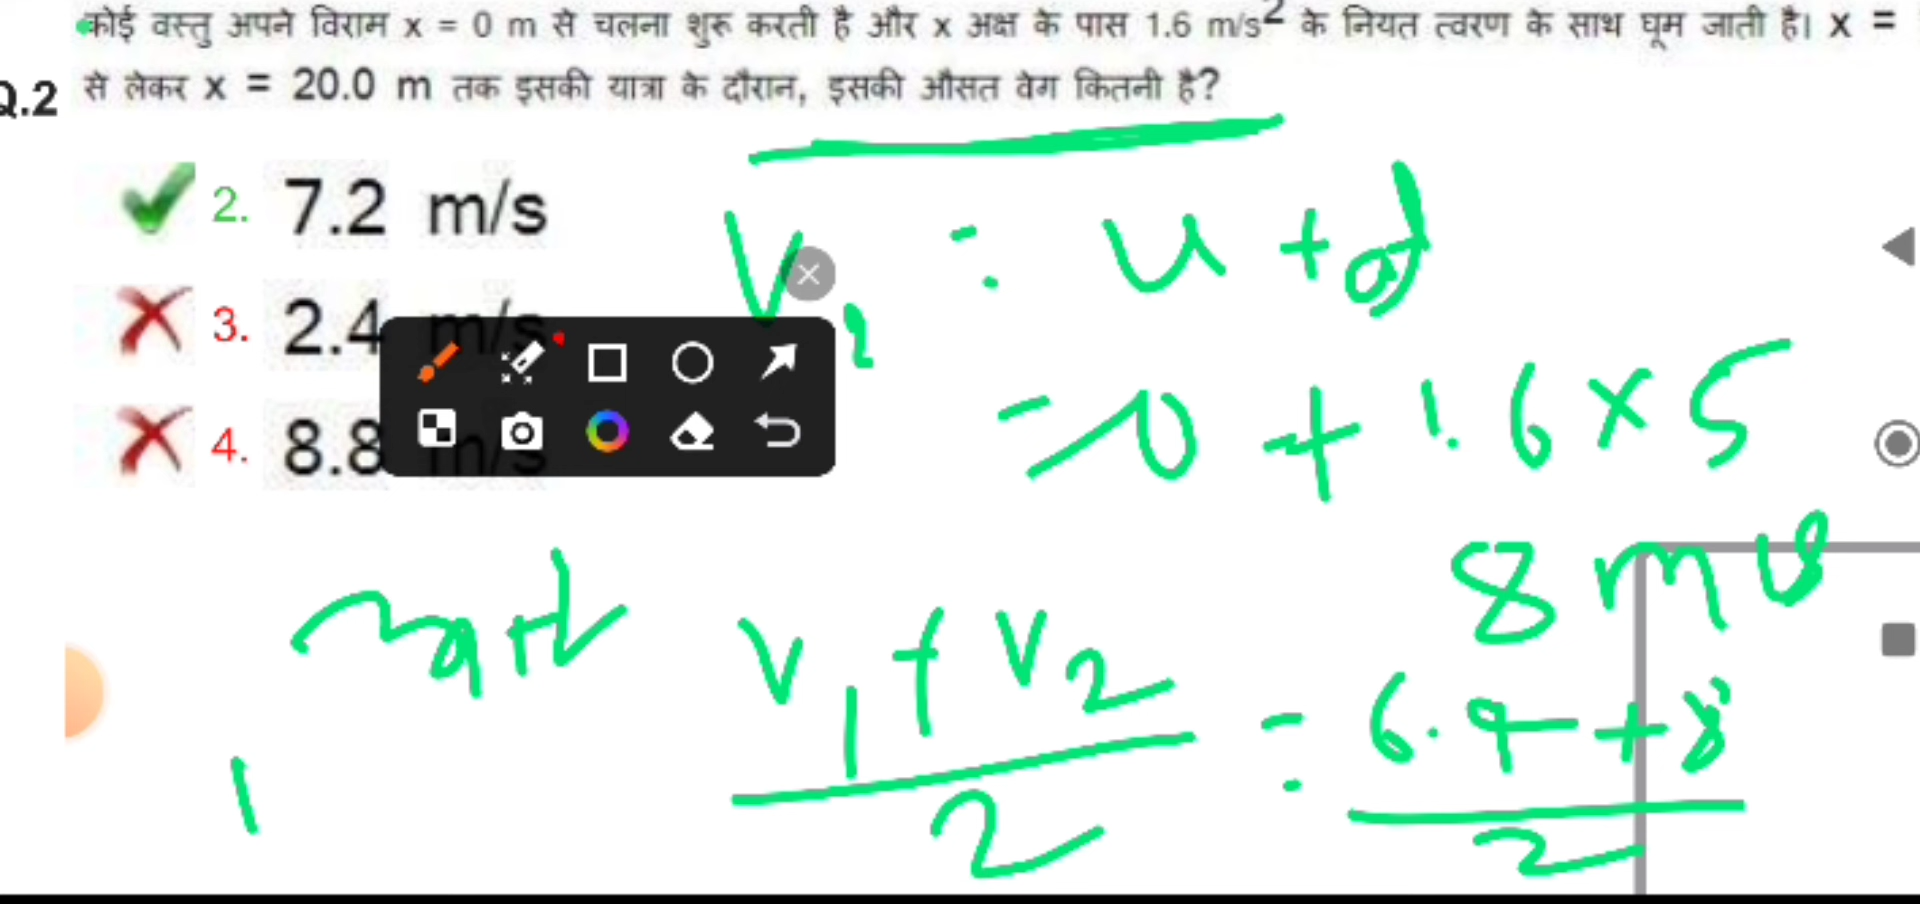 कोई वस्तु अपने विराम x = 0 m से चलना शुरू करती है और x अक्ष के पास 1.6 m/s² के नियत त्वरण के साथ घूम जाती है। x =
Q.2 से लेकर x = 20.0 m तक इसकी यात्रा के दौरान, इसकी औसत वेग कितनी है?
2. 7.2 m/s
3. 2.4 m/s
4. 8.8 m/s
V₂ = u + at
= 0 + 1.6 × 5
8 m/s
V₁ + V₂
2
= 6.4 + 8
2